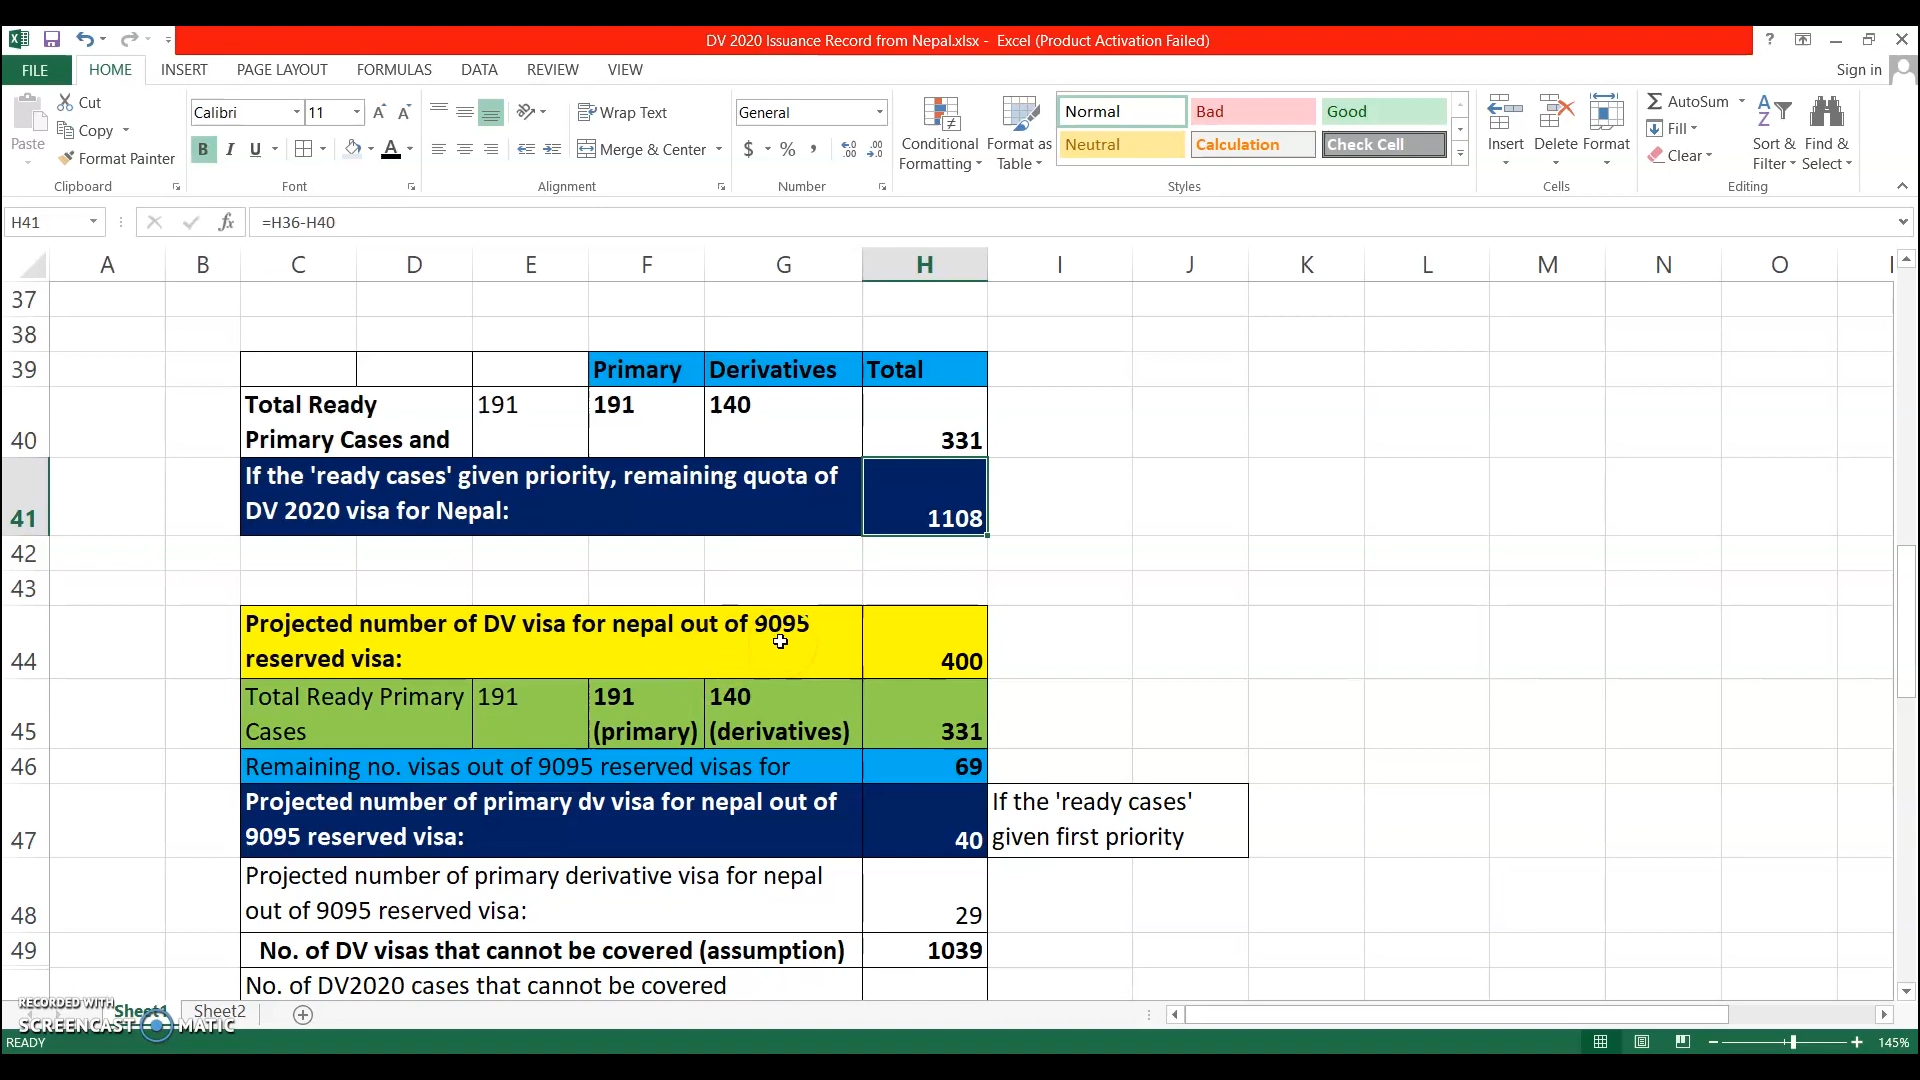 DV 2020 Issuance Record from Nepal.xlsx - Excel (Product Activation Failed)
FILE HOME INSERT PAGE LAYOUT FORMULAS DATA REVIEW VIEW Sign in
Paste Cut Copy Format Painter Clipboard
Calibri 11 B I U A Font
Wrap Text Merge & Center Alignment
General $ % , Number
Conditional Formatting Format as Table
Normal Bad Good
Neutral Calculation Check Cell
Styles
Insert Delete Format Cells
AutoSum Fill Clear Sort & Filter Find & Select Editing
H41 fx =H36-H40
A B C D E F G H I J K L M N O
37
38
39 Primary Derivatives Total
40 Total Ready Primary Cases and 191 191 140 331
41 If the 'ready cases' given priority, remaining quota of
DV 2020 visa for Nepal: 1108
42
43
44 Projected number of DV visa for nepal out of 9095
reserved visa: 400
45 Total Ready Primary Cases 191 191 (primary) 140 (derivatives) 331
46 Remaining no. visas out of 9095 reserved visas for 69
47 Projected number of primary dv visa for nepal out of
9095 reserved visa: 40 If the 'ready cases' given first priority
48 Projected number of primary derivative visa for nepal
out of 9095 reserved visa: 29
49 No. of DV visas that cannot be covered (assumption) 1039
No. of DV2020 cases that cannot be covered
Sheet1 Sheet2
RECORDED WITH
SCREENCAST MATIC
READY 145%